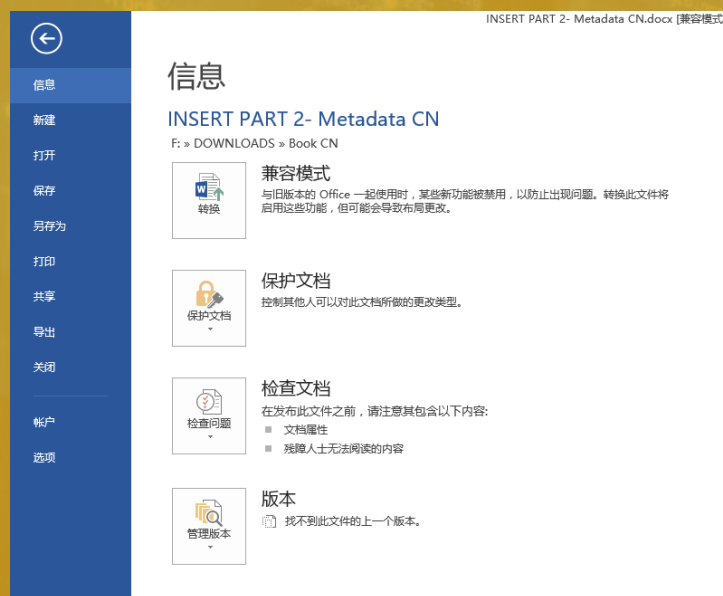 INSERT PART 2- Metadata CN.docx [兼容模式
信息
新建
打开
保存
另存为
打印
共享
导出
关闭
帐户
选项
信息
INSERT PART 2- Metadata CN
F: » DOWNLOADS » Book CN
转换
兼容模式
与旧版本的 Office 一起使用时，某些新功能被禁用，以防止出现问题。转换此文件将
启用这些功能，但可能会导致布局更改。
保护文档
保护文档
控制其他人可以对此文档所做的更改类型。
检查问题
检查文档
在发布此文件之前，请注意其包含以下内容:
文档属性
残障人士无法阅读的内容
管理版本
版本
找不到此文件的上一个版本。